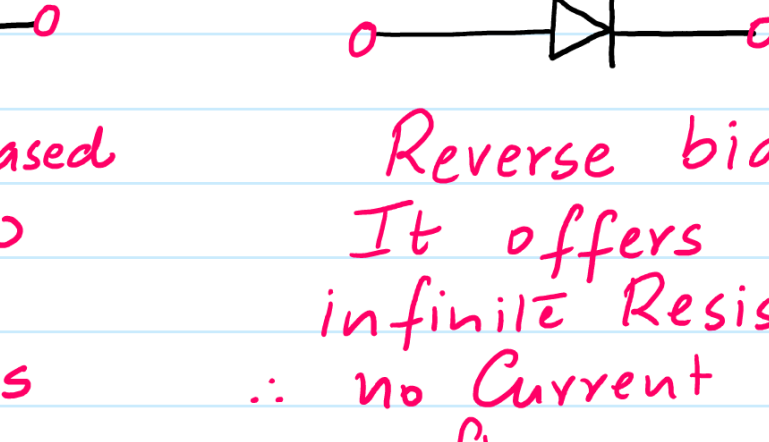 ased Reverse bia
It offers
infinite Resis
s ∴ no Current